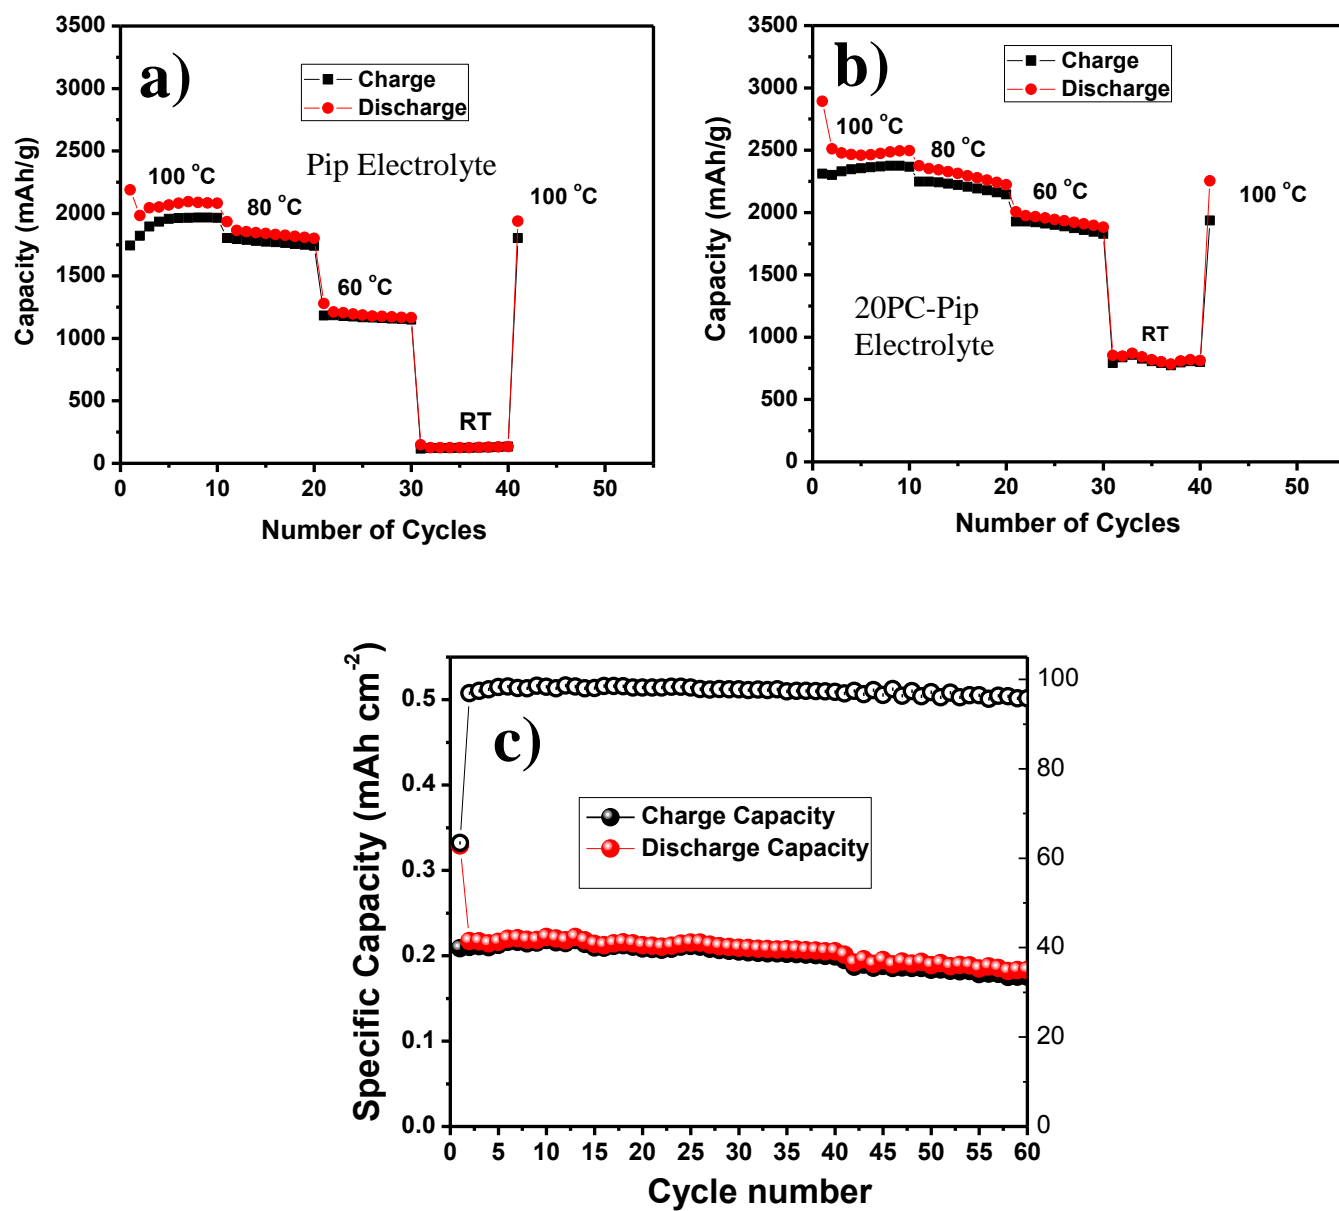 a)
Charge
Discharge
Pip Electrolyte
100 °C
80 °C
60 °C
RT
100 °C
Capacity (mAh/g)
3500
3000
2500
2000
1500
1000
500
0
0 10 20 30 40 50
Number of Cycles
b)
Charge
Discharge
100 °C
80 °C
60 °C
RT
100 °C
20PC-Pip
Electrolyte
Capacity (mAh/g)
3500
3000
2500
2000
1500
1000
500
0
0 10 20 30 40 50
Number of Cycles
c)
Charge Capacity
Discharge Capacity
Specific Capacity (mAh cm⁻²)
0.5
0.4
0.3
0.2
0.1
0.0
100
80
60
40
20
0
0 5 10 15 20 25 30 35 40 45 50 55 60
Cycle number